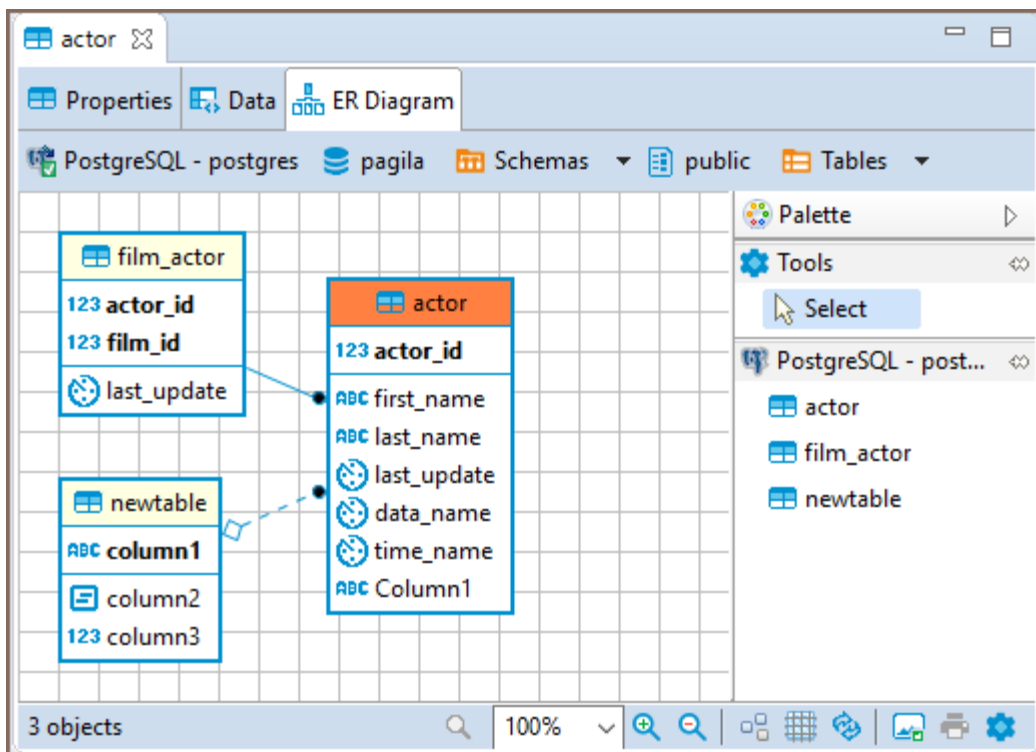 actor
Properties Data ER Diagram
PostgreSQL - postgres pagila Schemas public Tables
film_actor
123 actor_id
123 film_id
last_update
actor
123 actor_id
ABC first_name
ABC last_name
last_update
data_name
time_name
ABC Column1
newtable
ABC column1
column2
123 column3
Palette
Tools
Select
PostgreSQL - post...
actor
film_actor
newtable
3 objects 100%